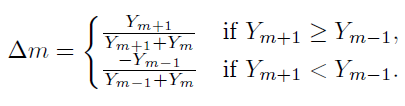 Δm = { Y_{m+1} / (Y_{m+1}+Y_m) if Y_{m+1} ≥ Y_{m−1},
−Y_{m−1} / (Y_{m−1}+Y_m) if Y_{m+1} < Y_{m−1}.